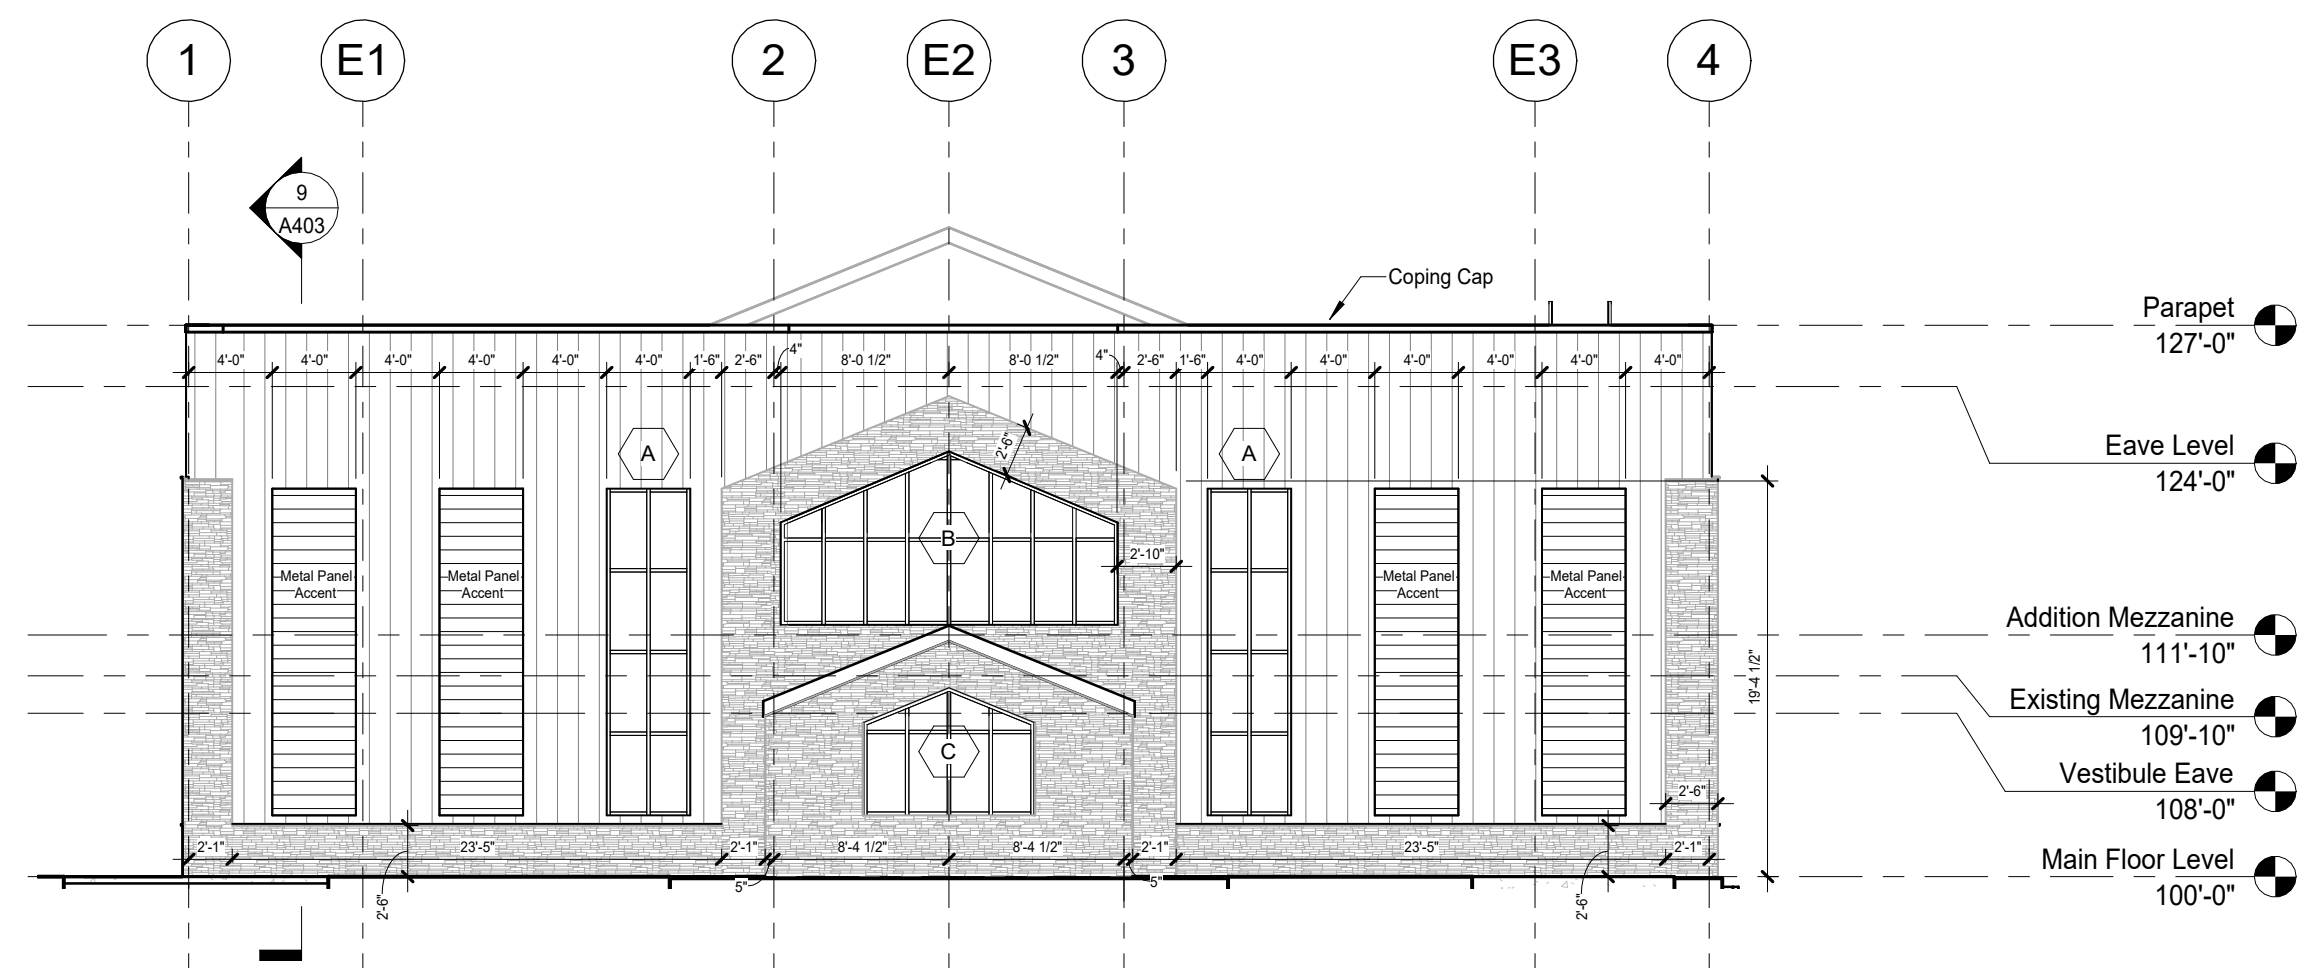 1 E1 2 E2 3 E3 4
9
A403
Coping Cap
Parapet
127'-0"
4'-0" 4'-0" 4'-0" 4'-0" 4'-0" 4'-0" 1'-6" 2'-6" 4" 8'-0 1/2" 8'-0 1/2" 4" 2'-6" 1'-6" 4'-0" 4'-0" 4'-0" 4'-0" 4'-0" 4'-0"
Eave Level
124'-0"
A A
2'-6"
B
2'-10"
Metal Panel Metal Panel Metal Panel Metal Panel
Accent Accent Accent Accent
Addition Mezzanine
111'-10"
19'-4 1/2"
Existing Mezzanine
109'-10"
C
Vestibule Eave
108'-0"
2'-6"
2'-1" 23'-5" 2'-1" 8'-4 1/2" 8'-4 1/2" 2'-1" 23'-5" 2'-1"
Main Floor Level
100'-0"
5" 5"
2'-6" 2'-6"